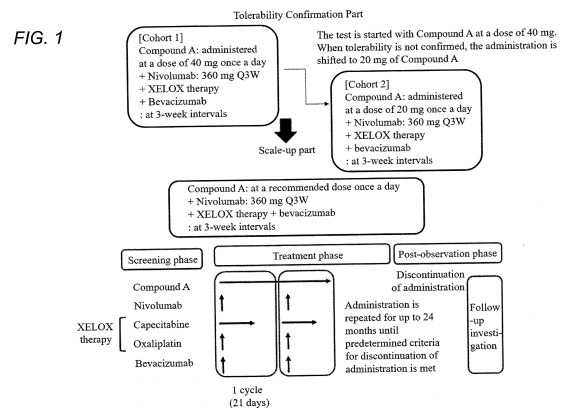 Tolerability Confirmation Part
FIG. 1
[Cohort 1]
Compound A: administered
at a dose of 40 mg once a day
+ Nivolumab: 360 mg Q3W
+ XELOX therapy
+ Bevacizumab
: at 3-week intervals
The test is started with Compound A at a dose of 40 mg.
When tolerability is not confirmed, the administration is
shifted to 20 mg of Compound A
[Cohort 2]
Compound A: administered
at a dose of 20 mg once a day
+ Nivolumab: 360 mg Q3W
+ XELOX therapy
+ bevacizumab
: at 3-week intervals
Scale-up part
Compound A: at a recommended dose once a day
+ Nivolumab: 360 mg Q3W
+ XELOX therapy + bevacizumab
: at 3-week intervals
Screening phase
Treatment phase
Post-observation phase
Compound A
Nivolumab
XELOX
therapy
Capecitabine
Oxaliplatin
Bevacizumab
Discontinuation
of administration
Administration is
repeated for up to 24
months until
predetermined criteria
for discontinuation of
administration is met
Follow
-up
investi-
gation
1 cycle
(21 days)